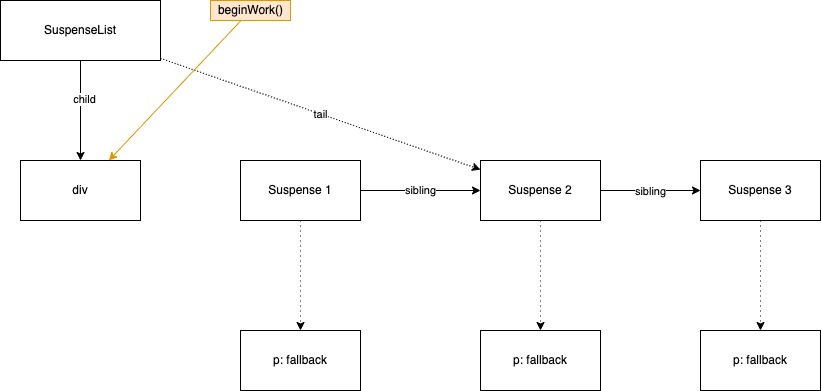 beginWork()
SuspenseList
child
tail
div
Suspense 1
sibling
Suspense 2
sibling
Suspense 3
p: fallback
p: fallback
p: fallback